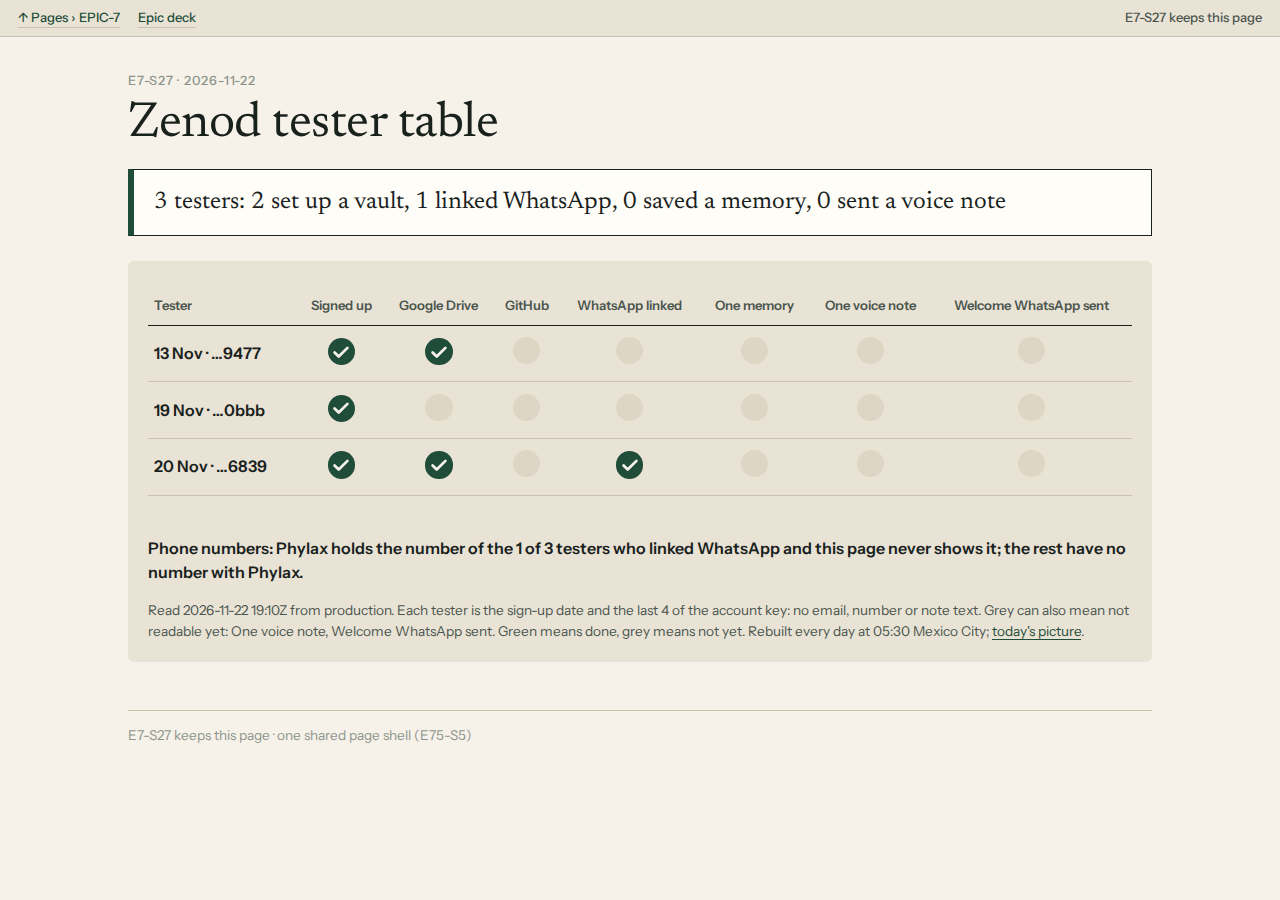 ↑ Pages › EPIC-7 Epic deck E7-S27 keeps this page
E7-S27 · 2026-11-22
Zenod tester table
3 testers: 2 set up a vault, 1 linked WhatsApp, 0 saved a memory, 0 sent a voice note
Tester Signed up Google Drive GitHub WhatsApp linked One memory One voice note Welcome WhatsApp sent
13 Nov · …9477
19 Nov · …0bbb
20 Nov · …6839
Phone numbers: Phylax holds the number of the 1 of 3 testers who linked WhatsApp and this page never shows it; the rest have no
number with Phylax.
Read 2026-11-22 19:10Z from production. Each tester is the sign-up date and the last 4 of the account key: no email, number or note text. Grey can also mean not
readable yet: One voice note, Welcome WhatsApp sent. Green means done, grey means not yet. Rebuilt every day at 05:30 Mexico City; today's picture.
E7-S27 keeps this page · one shared page shell (E75-S5)